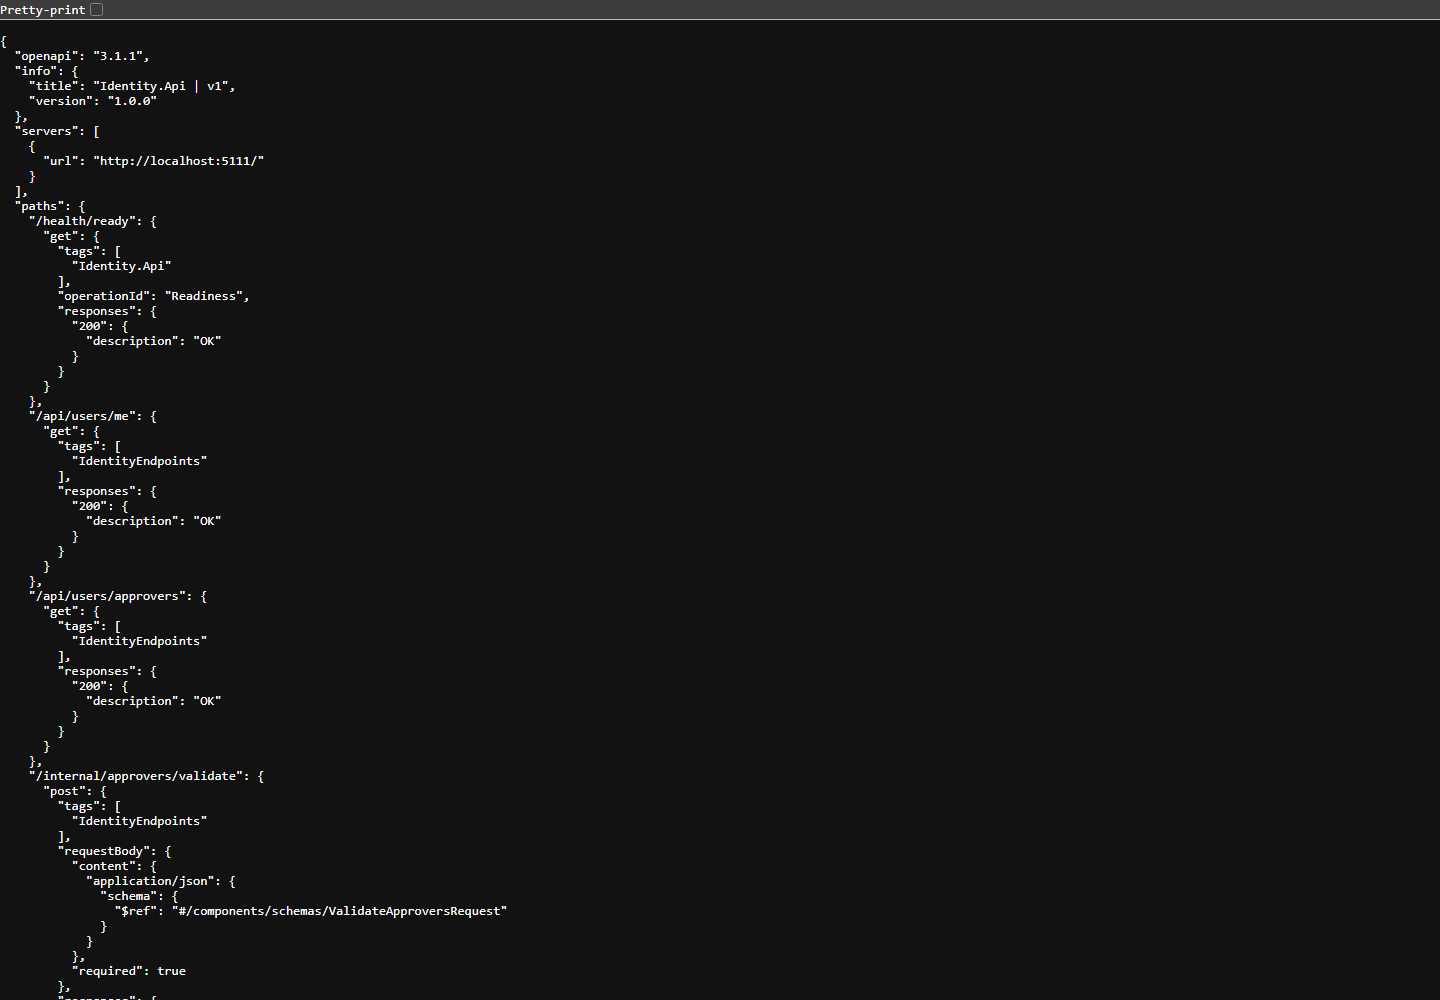 Pretty-print
{
  "openapi": "3.1.1",
  "info": {
    "title": "Identity.Api | v1",
    "version": "1.0.0"
  },
  "servers": [
    {
      "url": "http://localhost:5111/"
    }
  ],
  "paths": {
    "/health/ready": {
      "get": {
        "tags": [
          "Identity.Api"
        ],
        "operationId": "Readiness",
        "responses": {
          "200": {
            "description": "OK"
          }
        }
      }
    },
    "/api/users/me": {
      "get": {
        "tags": [
          "IdentityEndpoints"
        ],
        "responses": {
          "200": {
            "description": "OK"
          }
        }
      }
    },
    "/api/users/approvers": {
      "get": {
        "tags": [
          "IdentityEndpoints"
        ],
        "responses": {
          "200": {
            "description": "OK"
          }
        }
      }
    },
    "/internal/approvers/validate": {
      "post": {
        "tags": [
          "IdentityEndpoints"
        ],
        "requestBody": {
          "content": {
            "application/json": {
              "schema": {
                "$ref": "#/components/schemas/ValidateApproversRequest"
              }
            }
          },
          "required": true
        },
        "responses": {